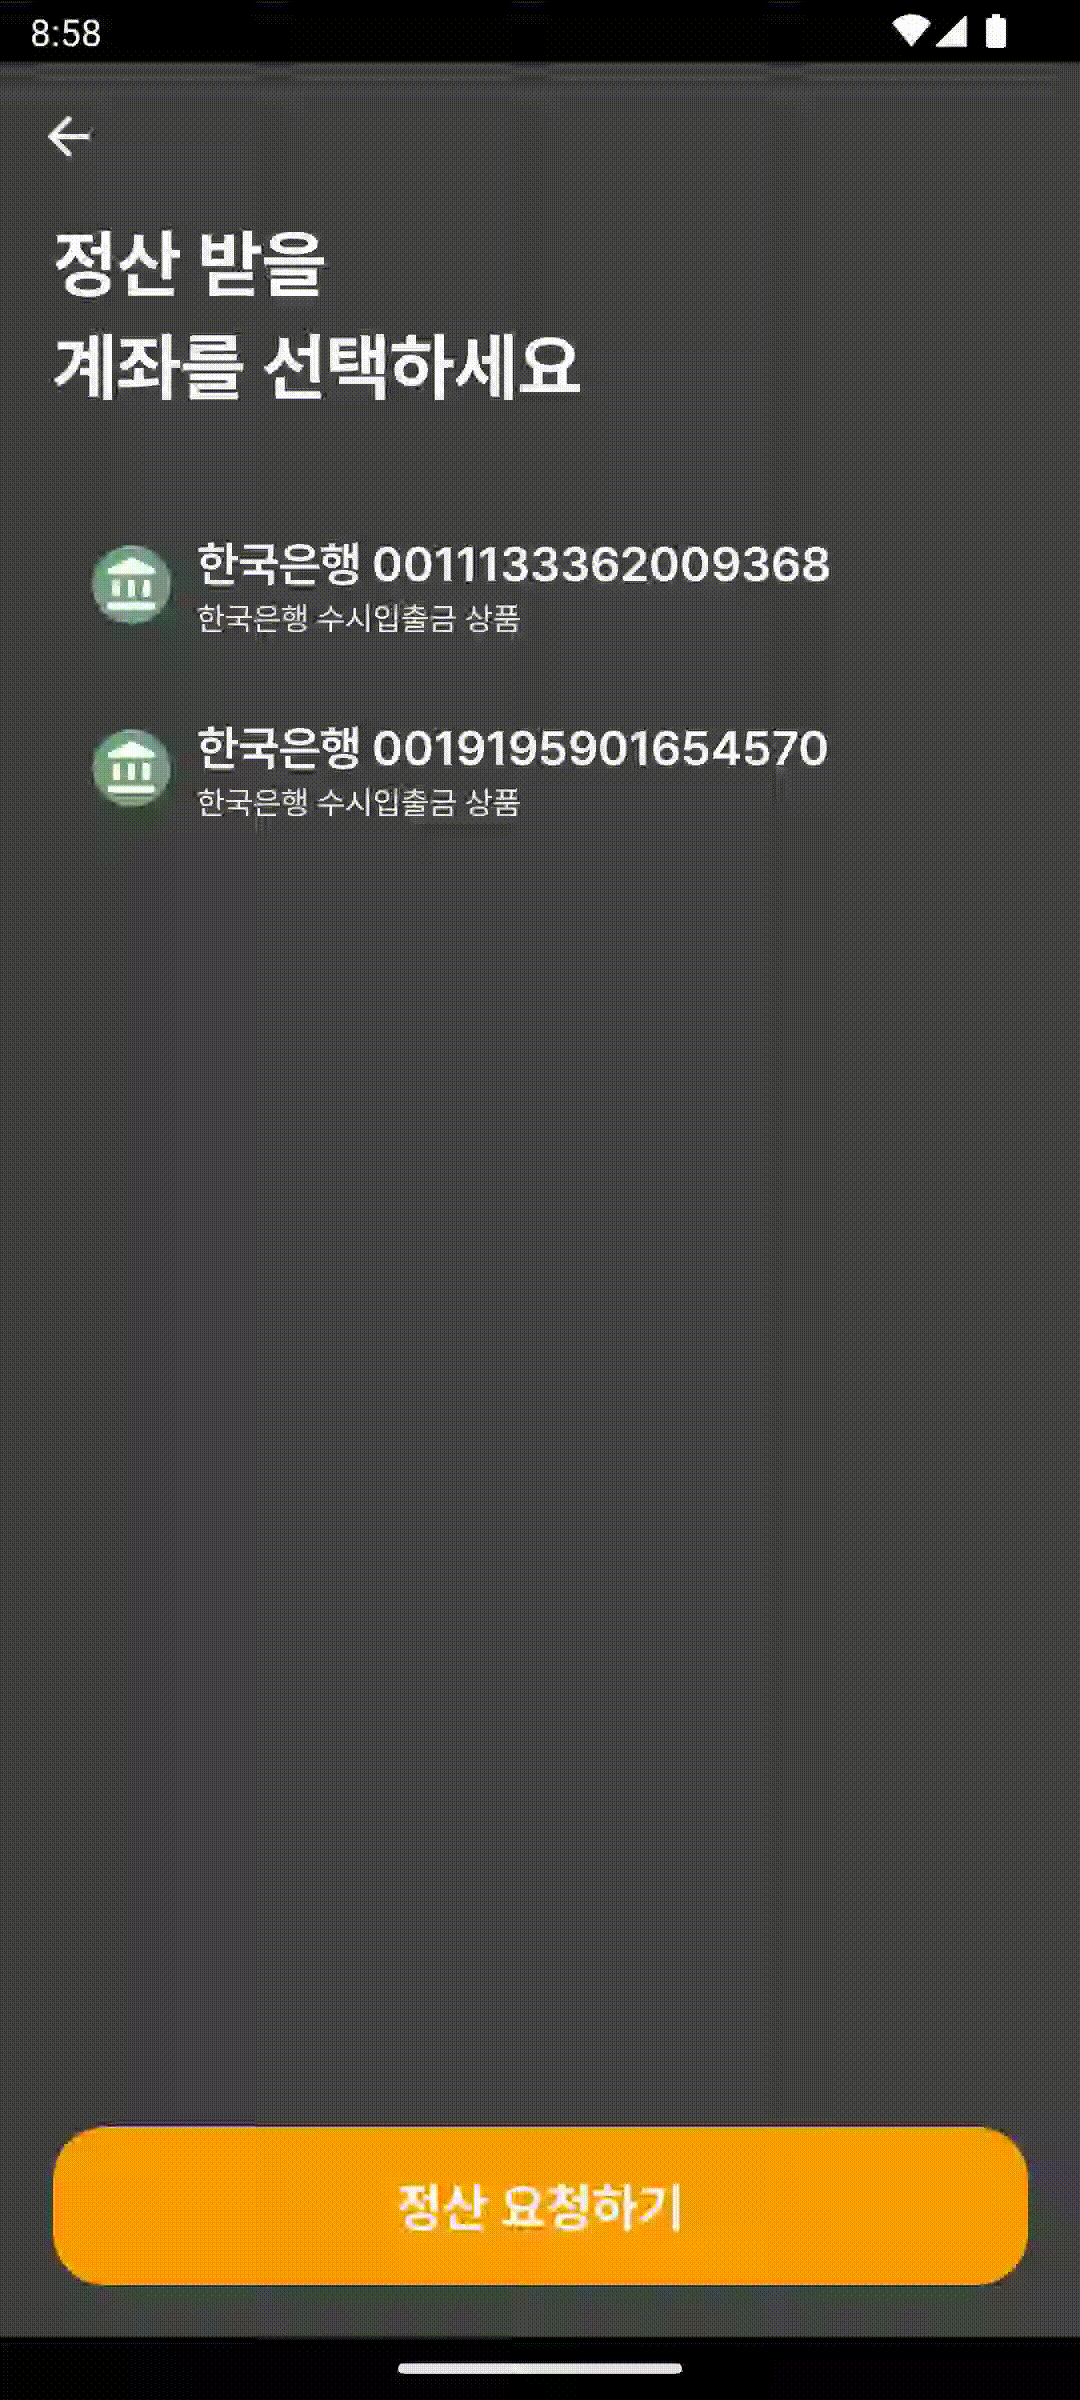 8:58
정산 받을
계좌를 선택하세요
한국은행 0011133362009368
한국은행 수시입출금 상품
한국은행 0019195901654570
한국은행 수시입출금 상품
정산 요청하기